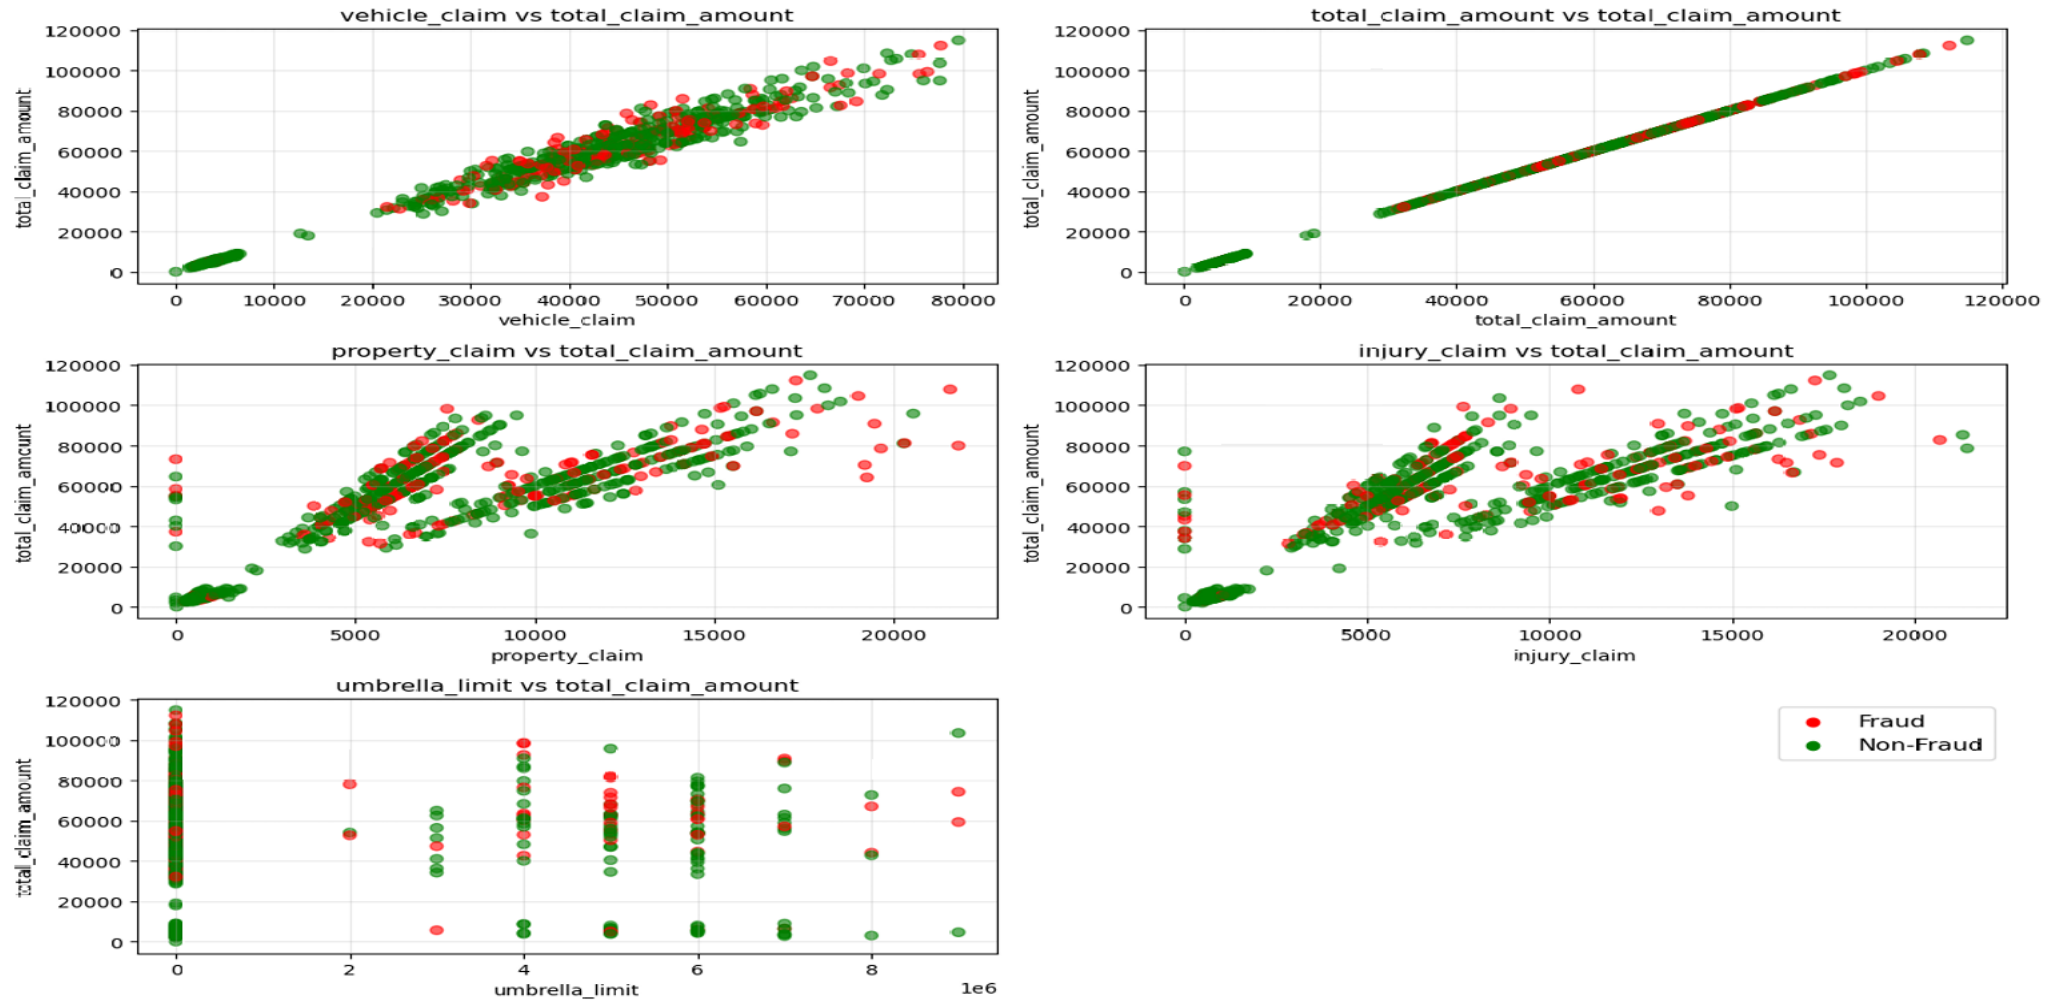 vehicle_claim vs total_claim_amount
120000
100000
80000
60000
40000
20000
0
total_claim_amount
0 10000 20000 30000 40000 50000 60000 70000 80000
vehicle_claim
total_claim_amount vs total_claim_amount
120000
100000
80000
60000
40000
20000
0
total_claim_amount
0 20000 40000 60000 80000 100000 120000
total_claim_amount
property_claim vs total_claim_amount
120000
100000
80000
60000
40000
20000
0
total_claim_amount
0 5000 10000 15000 20000
property_claim
injury_claim vs total_claim_amount
120000
100000
80000
60000
40000
20000
0
total_claim_amount
0 5000 10000 15000 20000
injury_claim
umbrella_limit vs total_claim_amount
120000
100000
80000
60000
40000
20000
0
total_claim_amount
0 2 4 6 8
1e6
umbrella_limit
Fraud
Non-Fraud